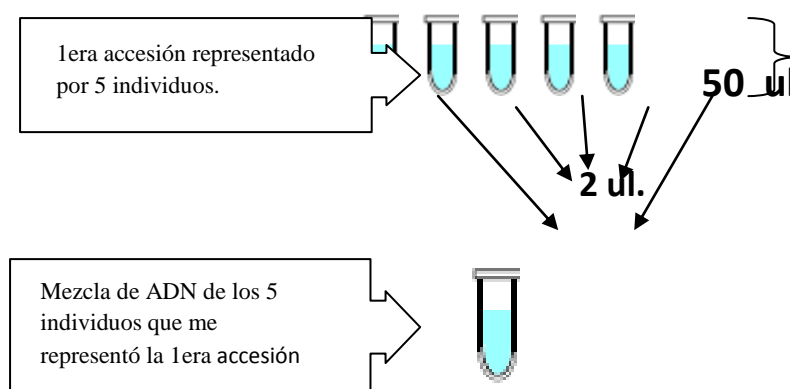 1era accesión representado
por 5 individuos.
50 ul
2 ul.
Mezcla de ADN de los 5
individuos que me
representó la 1era accesión